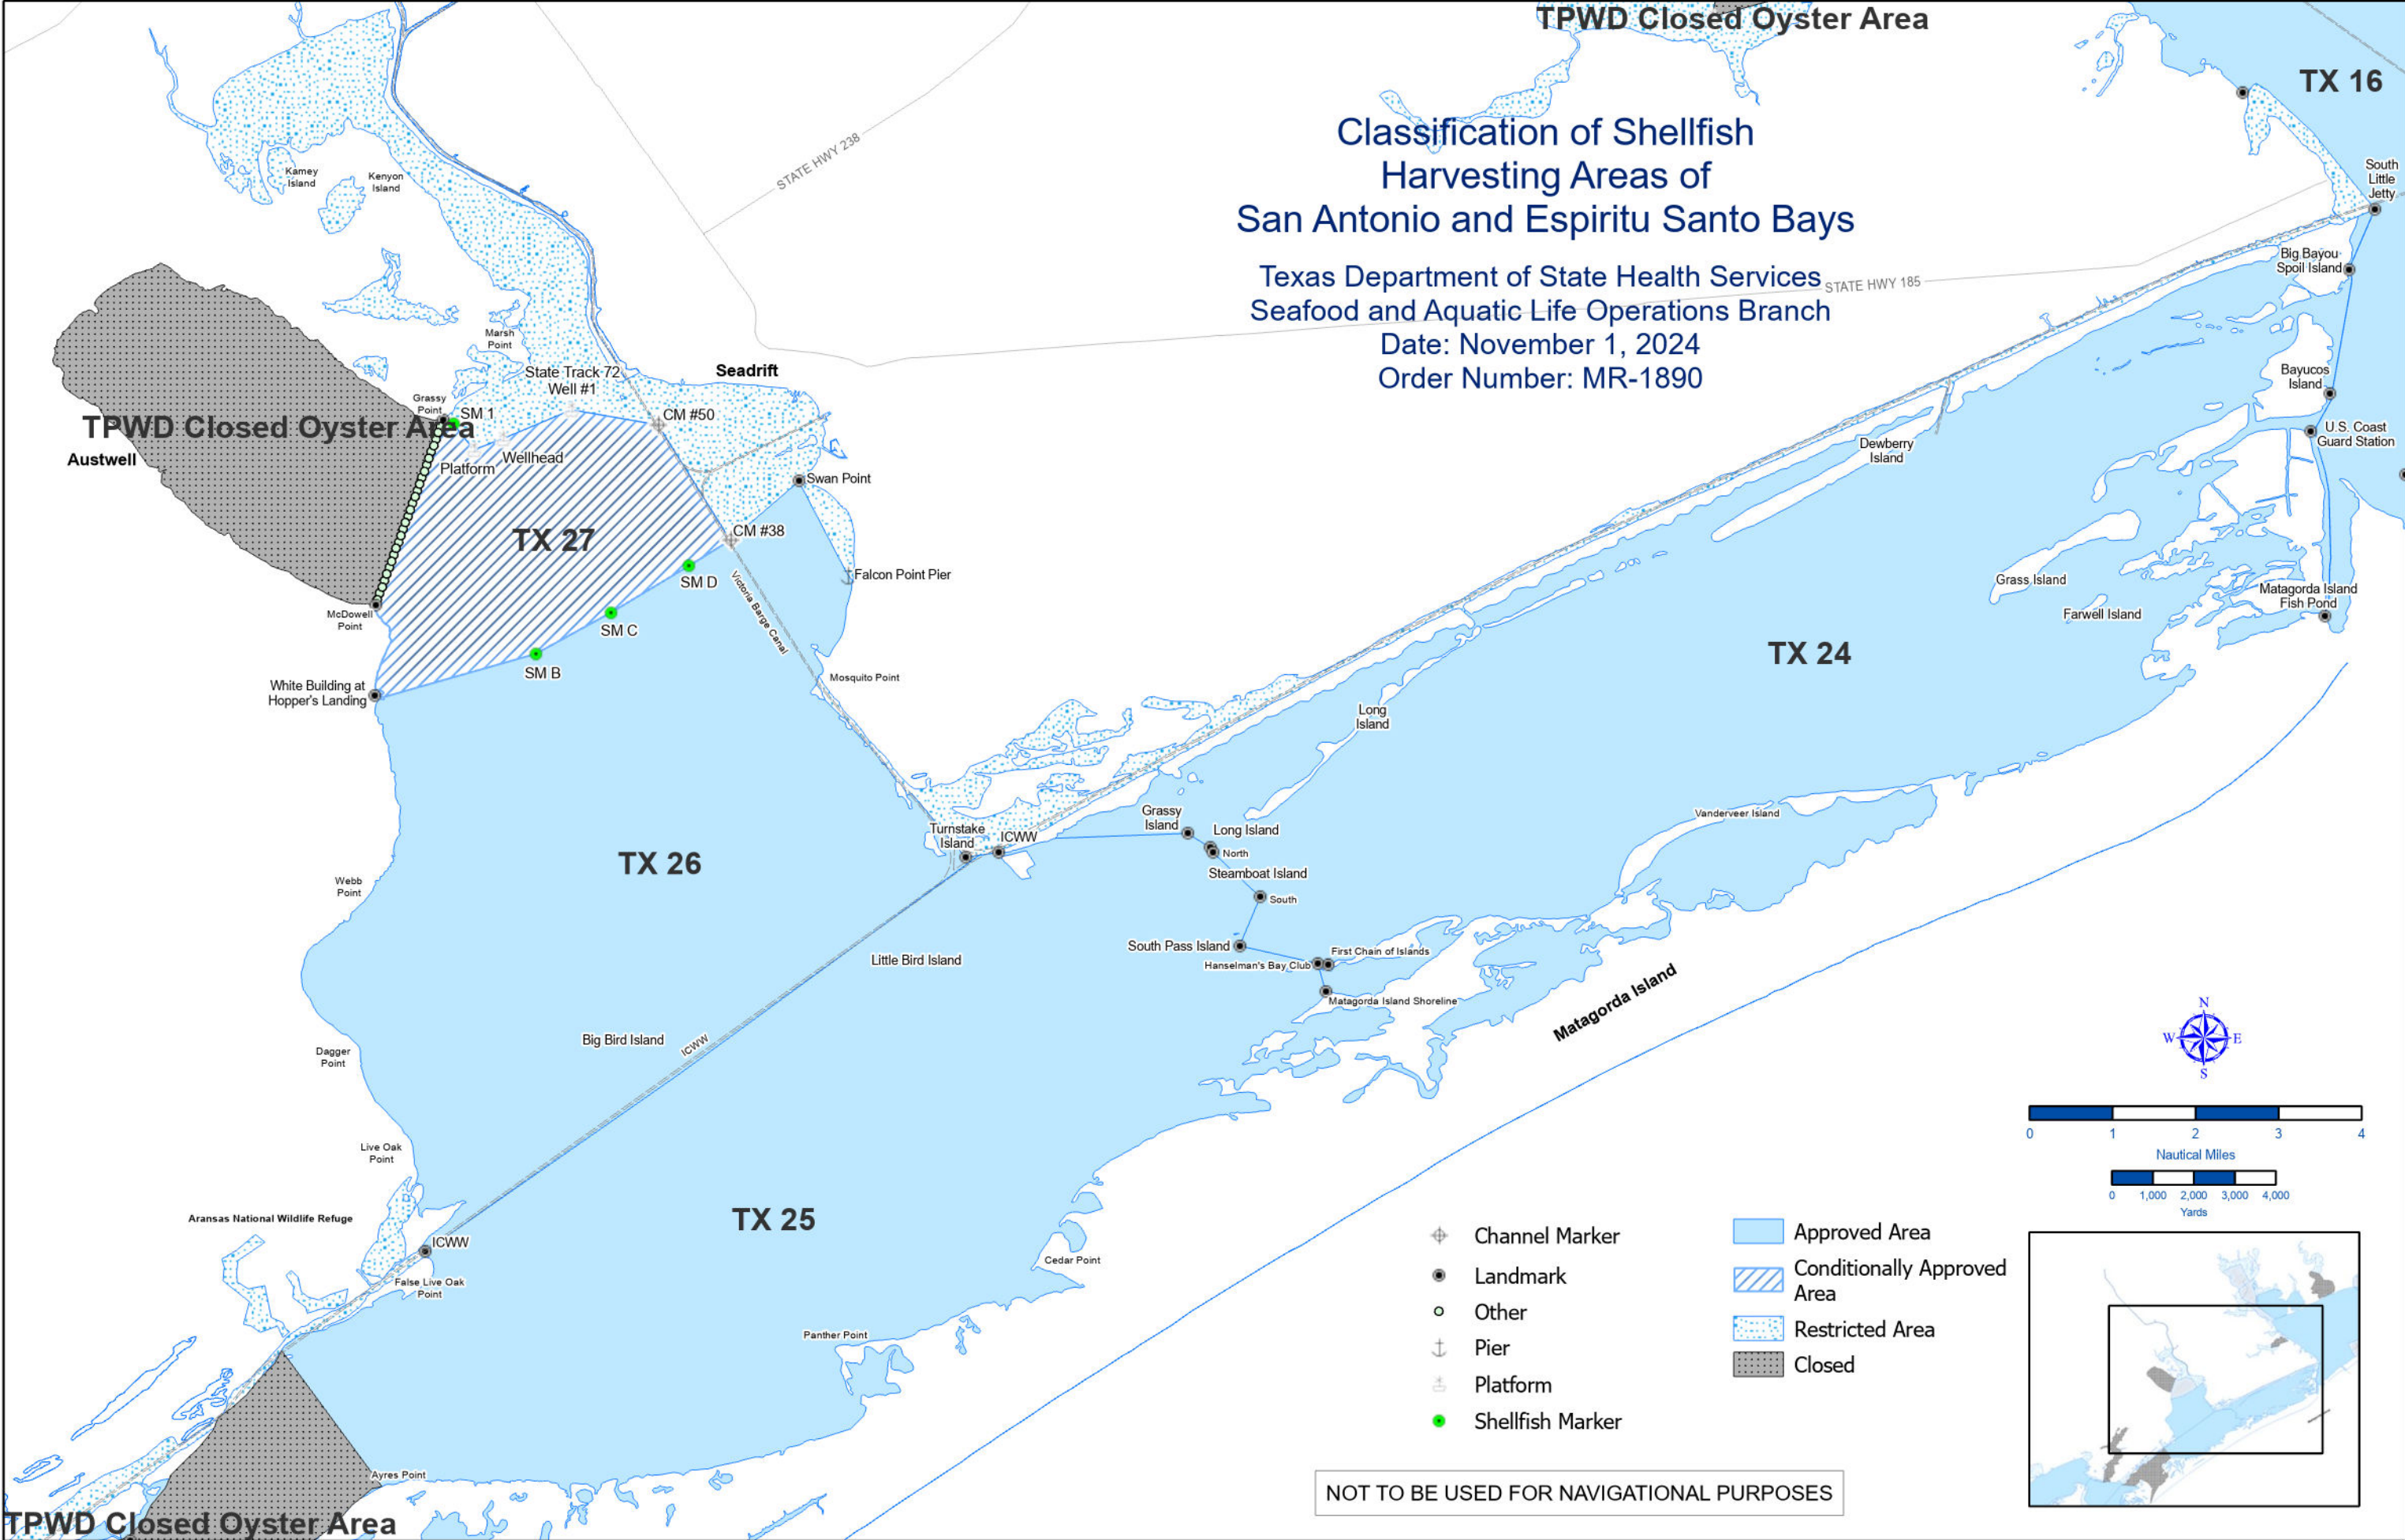 TPWD Closed Oyster Area
TX 16
Classification of Shellfish
Harvesting Areas of
San Antonio and Espiritu Santo Bays
Texas Department of State Health Services
Seafood and Aquatic Life Operations Branch
Date: November 1, 2024
Order Number: MR-1890
STATE HWY 238
STATE HWY 185
Kamey
Island
Kenyon
Island
South
Little
Jetty
Big Bayou
Spoil Island
Bayucos
Island
U.S. Coast
Guard Station
Marsh
Point
State Track 72
Well #1
Seadrift
Grassy
Point
SM 1
CM #50
TPWD Closed Oyster Area
Austwell
Platform
Wellhead
Swan Point
Dewberry
Island
TX 27
CM #38
SM D
Victoria Barge Canal
Falcon Point Pier
Grass Island
Farwell Island
Matagorda Island
Fish Pond
McDowell
Point
SM C
SM B
TX 24
White Building at
Hopper's Landing
Mosquito Point
Long
Island
Vanderveer Island
Grassy
Island
Turnstake
Island
ICWW
Long Island
North
Steamboat Island
South
TX 26
Webb
Point
South Pass Island
First Chain of Islands
Hanselman's Bay Club
Matagorda Island Shoreline
Matagorda Island
Little Bird Island
Big Bird Island
ICWW
Dagger
Point
Live Oak
Point
Aransas National Wildlife Refuge
ICWW
False Live Oak
Point
TX 25
Cedar Point
Panther Point
Ayres Point
TPWD Closed Oyster Area
N
W
E
S
0 1 2 3 4
Nautical Miles
0 1,000 2,000 3,000 4,000
Yards
Channel Marker
Landmark
Other
Pier
Platform
Shellfish Marker
Approved Area
Conditionally Approved
Area
Restricted Area
Closed
NOT TO BE USED FOR NAVIGATIONAL PURPOSES